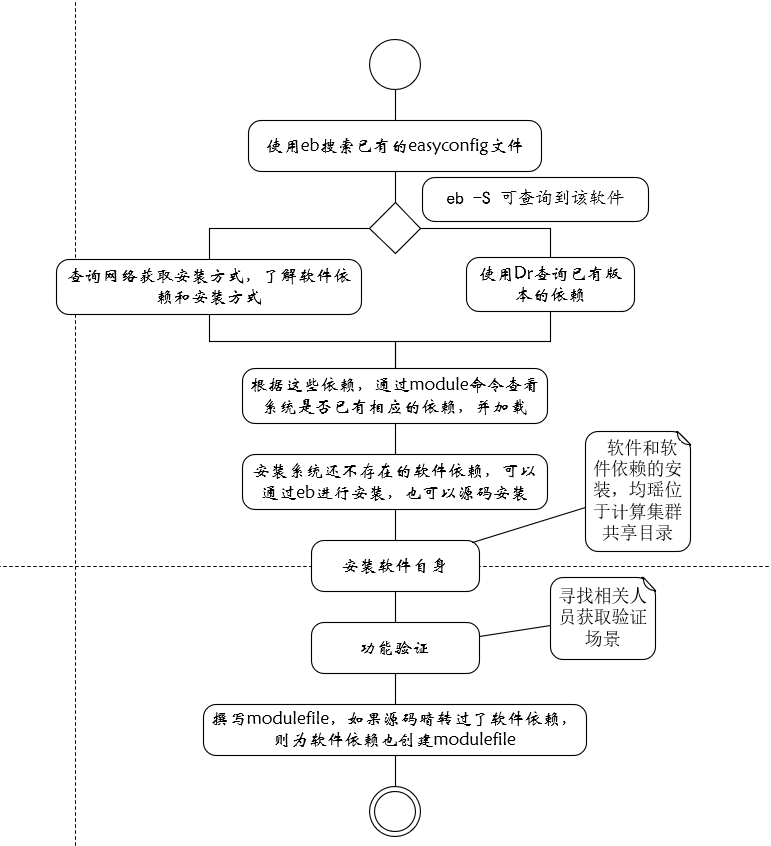 使用eb搜索已有的easyconfig文件
eb -S 可查询到该软件
查询网络获取安装方式，了解软件依
赖和安装方式
使用Dr查询已有版
本的依赖
根据这些依赖，通过module命令查看
系统是否已有相应的依赖，并加载
安装系统还不存在的软件依赖，可以
通过eb进行安装，也可以源码安装
软件和软
件依赖的安
装，均瑶位
于计算集群
共享目录
安装软件自身
寻找相关人
员获取验证
场景
功能验证
撰写modulefile，如果源码暗转过了软件依赖，
则为软件依赖也创建modulefile